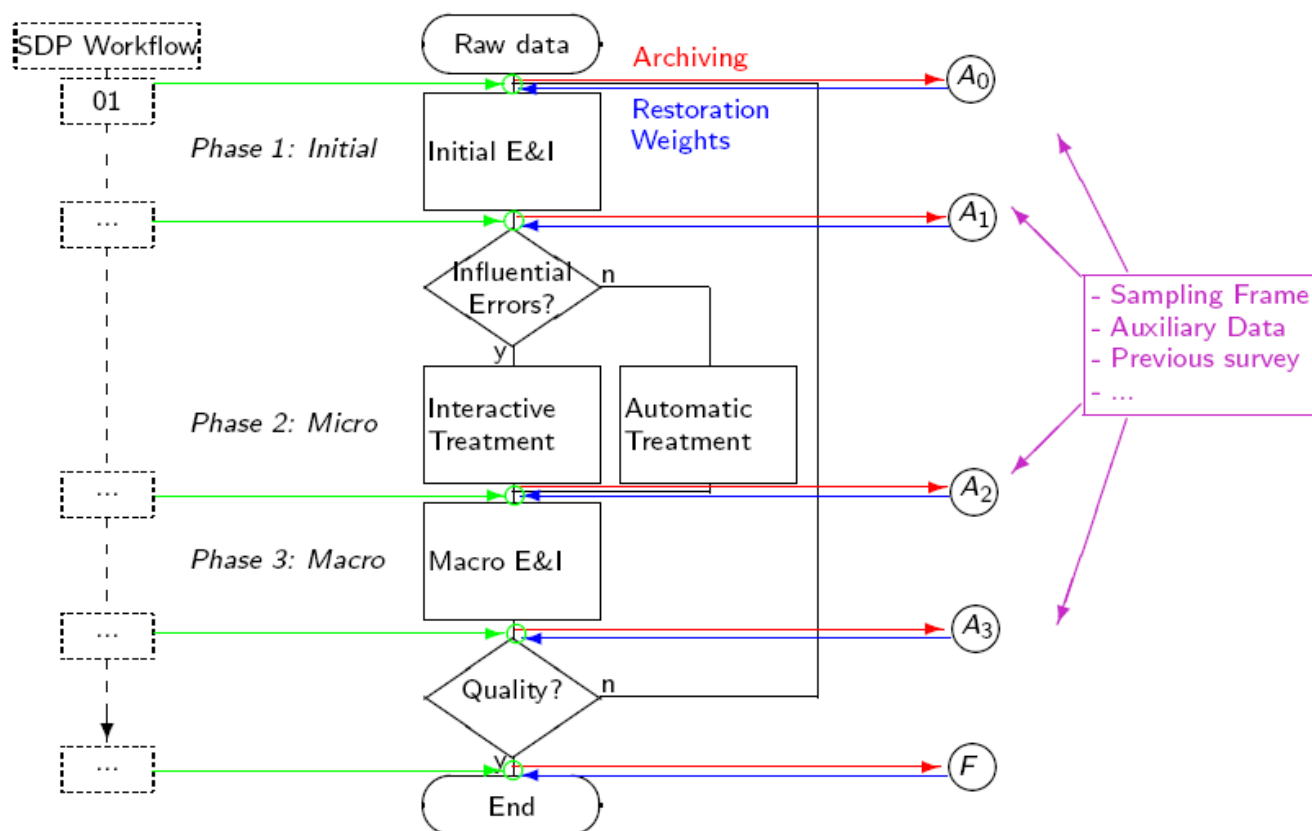 SDP Workflow
Raw data
Archiving
A0
01
Restoration
Weights
Phase 1: Initial
Initial E&I
...
A1
Influential
Errors?
n
y
- Sampling Frame
- Auxiliary Data
- Previous survey
- ...
Phase 2: Micro
Interactive
Treatment
Automatic
Treatment
...
A2
Phase 3: Macro
Macro E&I
...
A3
Quality?
n
y
...
F
End